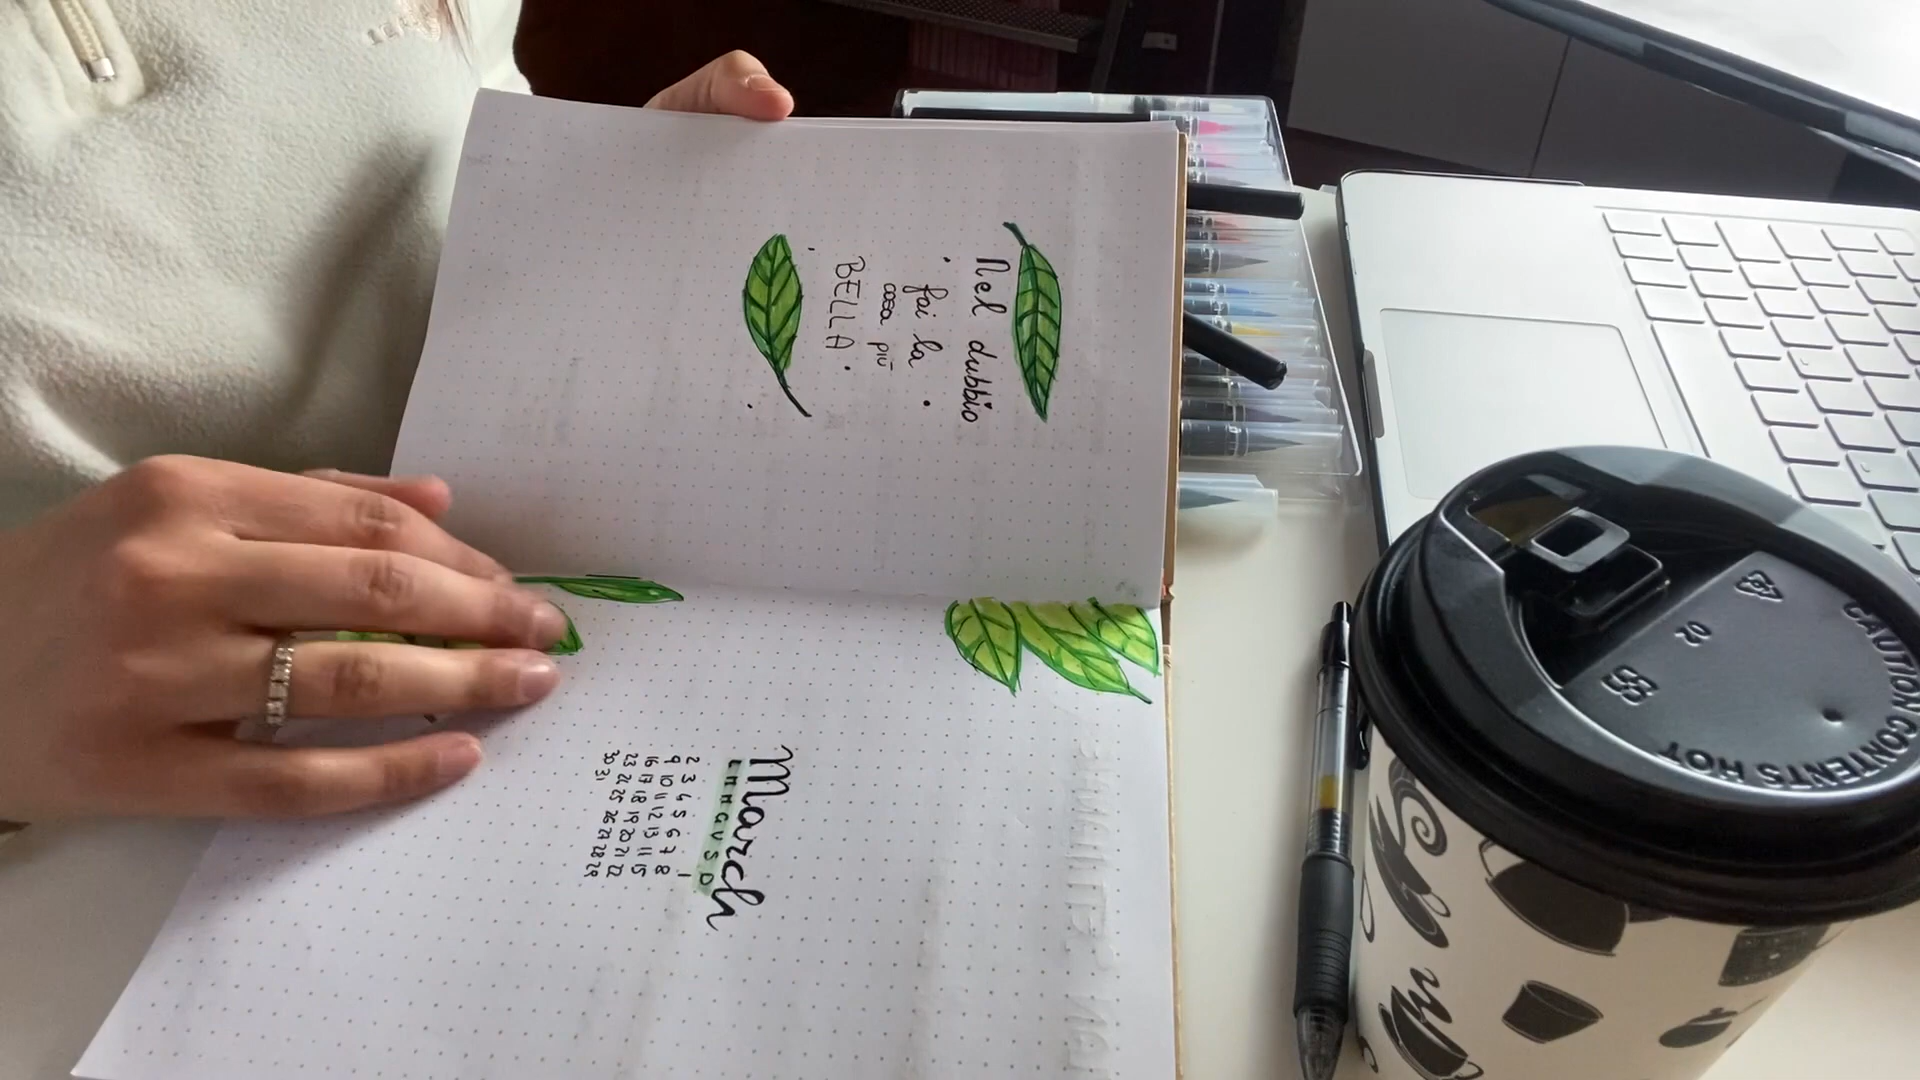 Nel dubbio
fai la
cosa più
BELLA.
March
L M M G V S D
1
2 3 4 5 6 7 8
9 10 11 12 13 14 15
16 17 18 19 20 21 22
23 24 25 26 27 28 29
30 31
CAUTION CONTENTS HOT
20